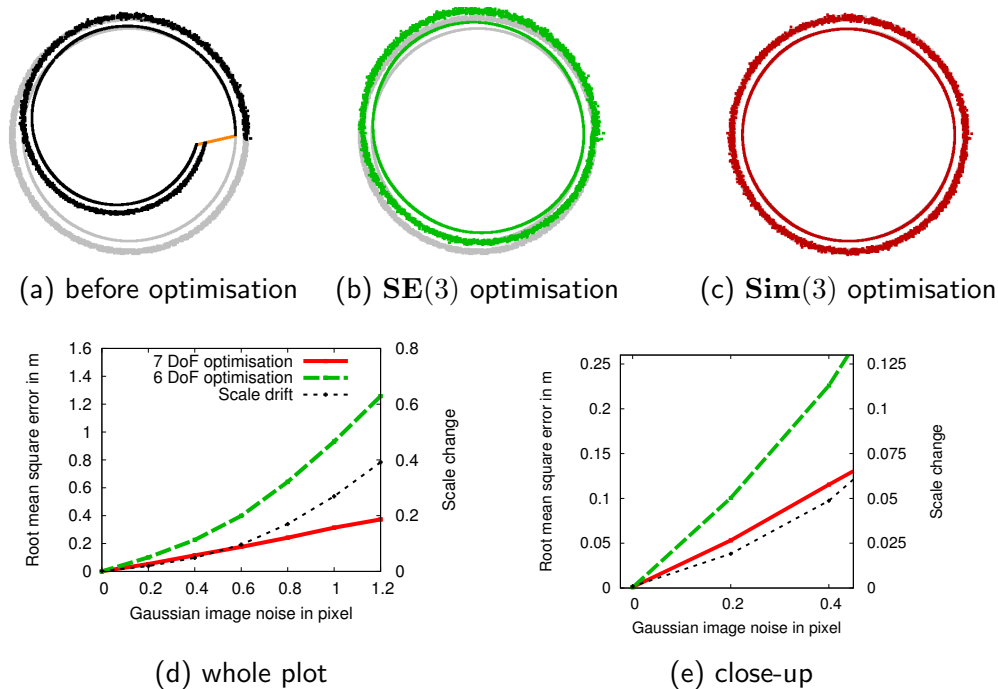 (a) before optimisation
(b) SE(3) optimisation
(c) Sim(3) optimisation
Root mean square error in m
1.6
1.4
1.2
1
0.8
0.6
0.4
0.2
0
7 DoF optimisation
6 DoF optimisation
Scale drift
0.8
0.6
0.4
0.2
0
Scale change
0 0.2 0.4 0.6 0.8 1 1.2
Gaussian image noise in pixel
(d) whole plot
Root mean square error in m
0.25
0.2
0.15
0.1
0.05
0
0.125
0.1
0.075
0.05
0.025
0
Scale change
0 0.2 0.4
Gaussian image noise in pixel
(e) close-up